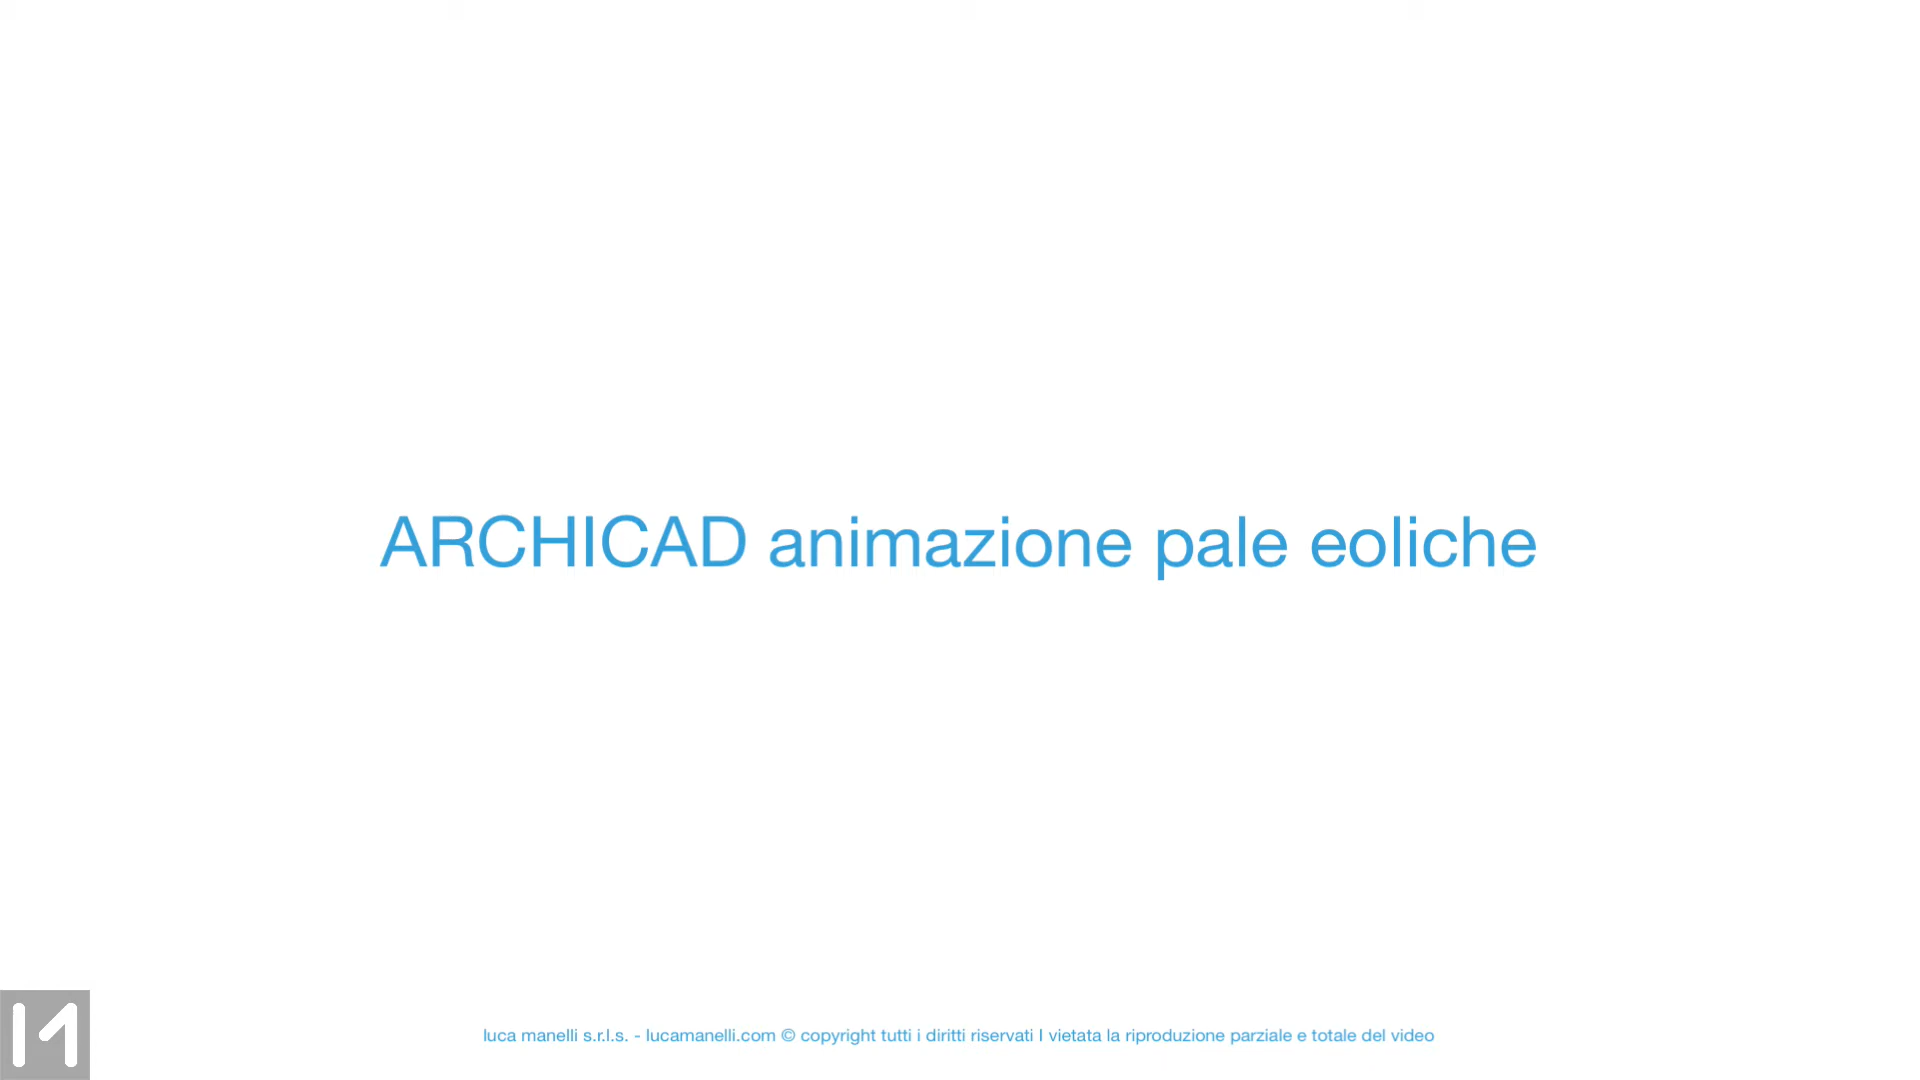 ARCHICAD animazione pale eoliche
luca manelli s.r.l.s. - lucamanelli.com © copyright tutti i diritti riservati I vietata la riproduzione parziale e totale del video